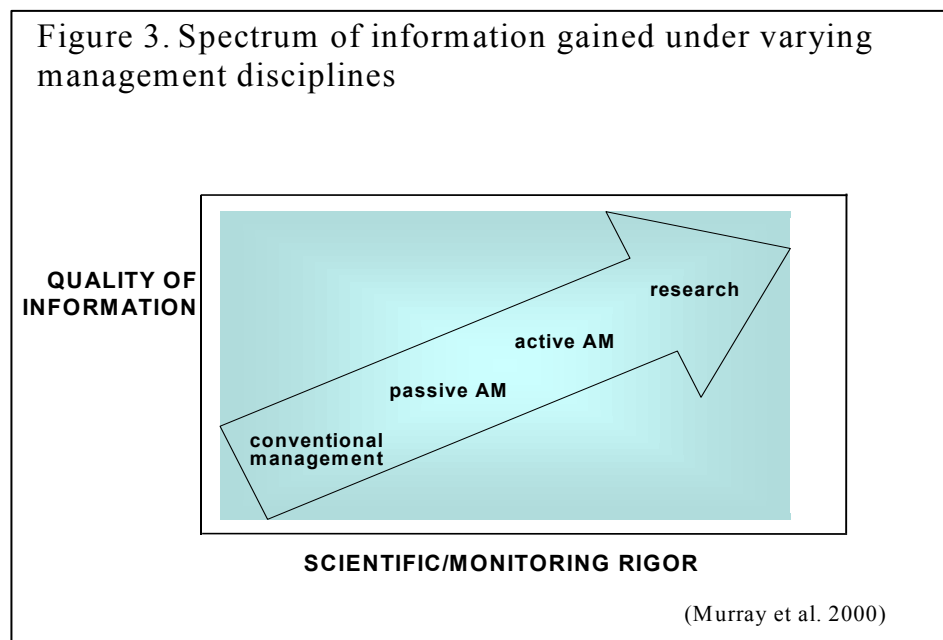 Figure 3. Spectrum of information gained under varying
management disciplines
QUALITY OF
INFORMATION
research
active AM
passive AM
conventional
management
SCIENTIFIC/MONITORING RIGOR
(Murray et al. 2000)